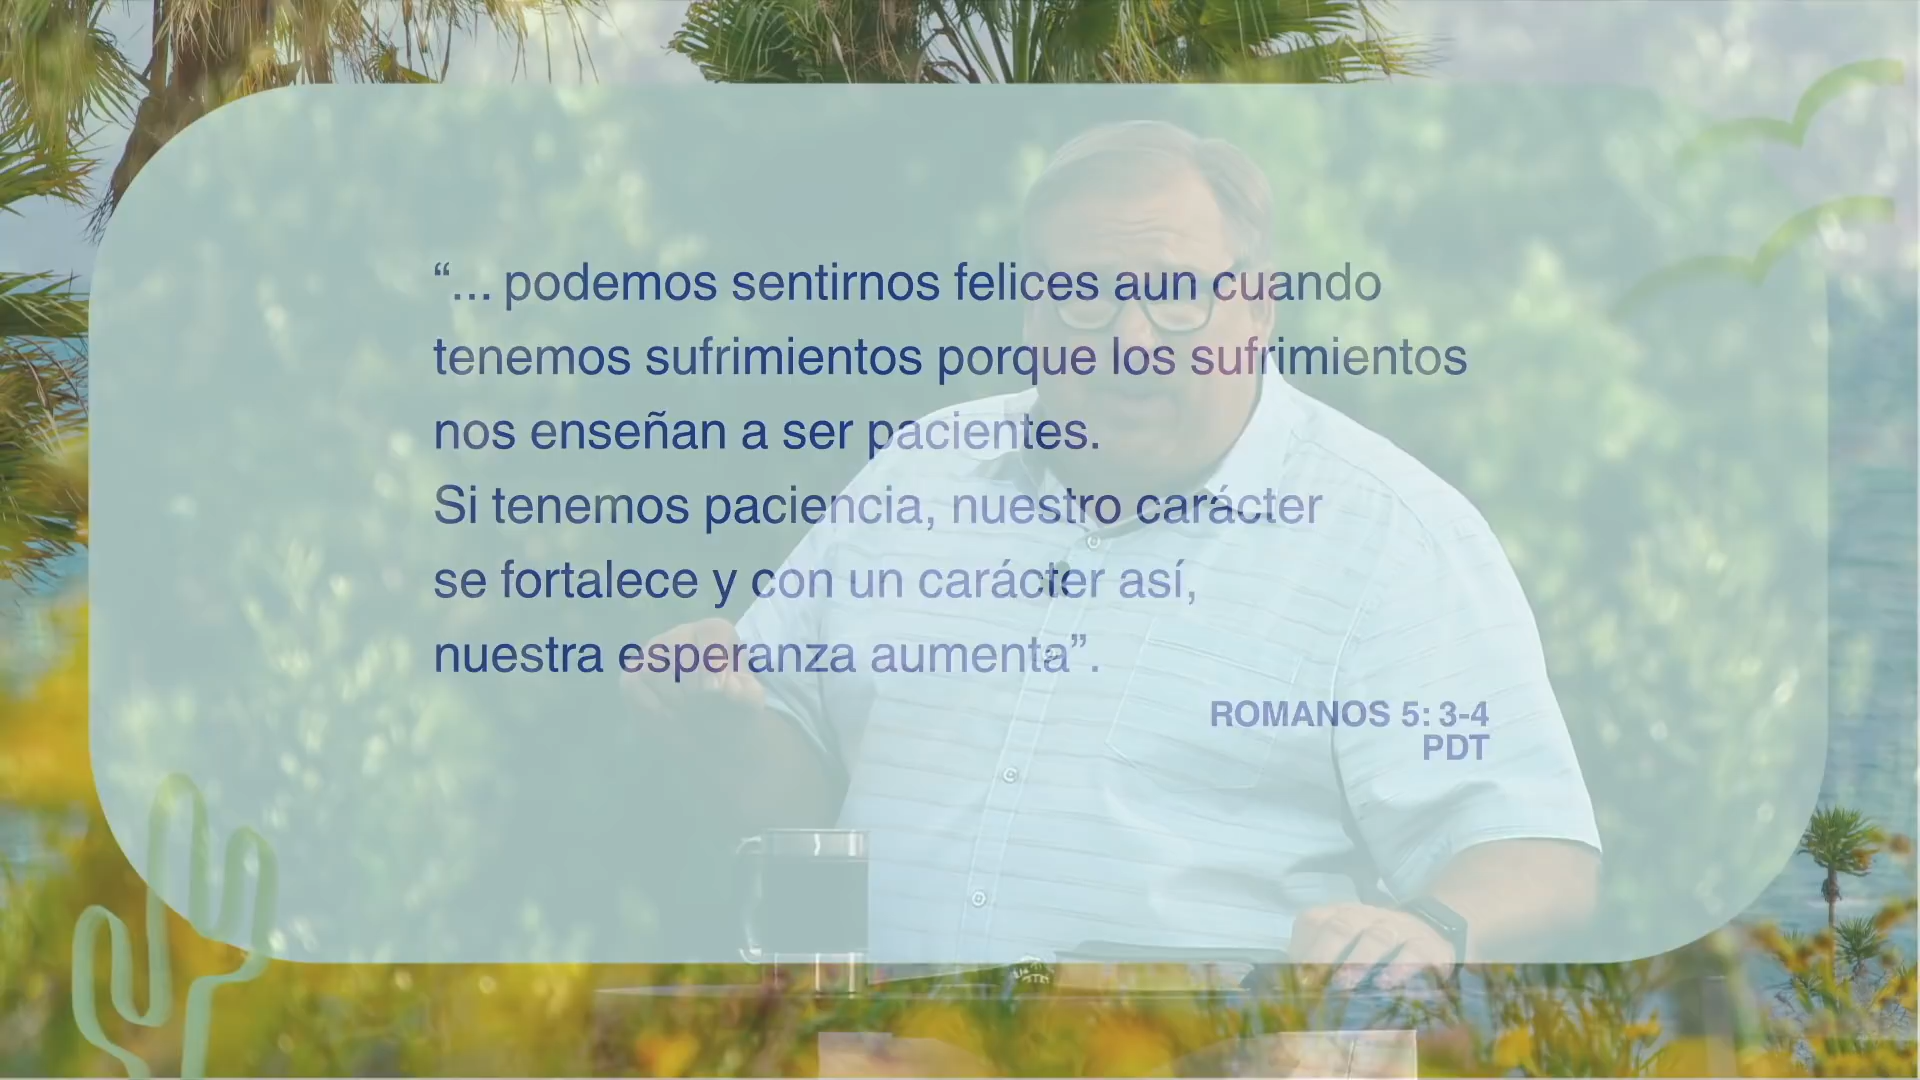 “... podemos sentirnos felices aun cuando
tenemos sufrimientos porque los sufrimientos
nos enseñan a ser pacientes.
Si tenemos paciencia, nuestro carácter
se fortalece y con un carácter así,
nuestra esperanza aumenta”.
ROMANOS 5: 3-4
PDT